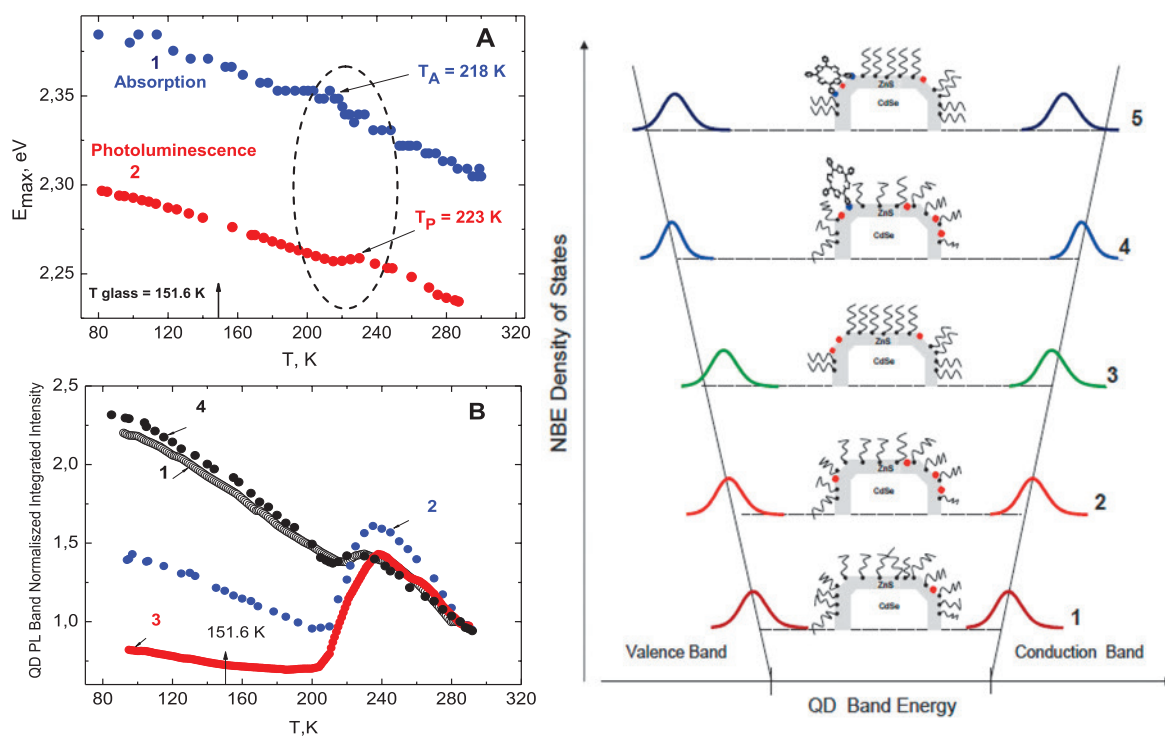 A
2,35
2,30
2,25
E_max, eV
1
Absorption
T_A = 218 K
Photoluminescence
2
T_P = 223 K
T glass = 151.6 K
80 120 160 200 240 280 320
T, K
B
2,5
2,0
1,5
1,0
QD PL Band Normaliszed Integrated Intensity
4
1
2
3
151.6 K
80 120 160 200 240 280 320
T,K
NBE Density of States
ZnS
CdSe
5
ZnS
CdSe
4
ZnS
CdSe
3
ZnS
CdSe
2
ZnS
CdSe
1
Valence Band
Conduction Band
QD Band Energy